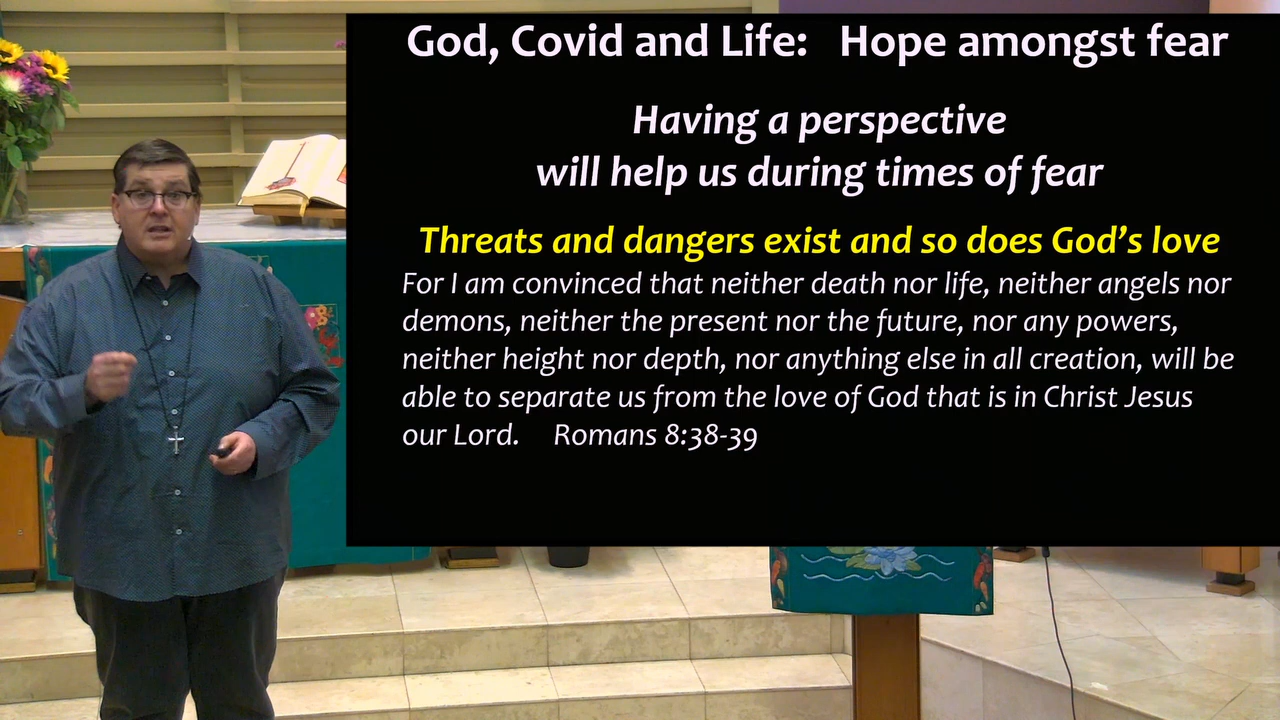 God, Covid and Life: Hope amongst fear
Having a perspective
will help us during times of fear
Threats and dangers exist and so does God's love
For I am convinced that neither death nor life, neither angels nor
demons, neither the present nor the future, nor any powers,
neither height nor depth, nor anything else in all creation, will be
able to separate us from the love of God that is in Christ Jesus
our Lord. Romans 8:38-39